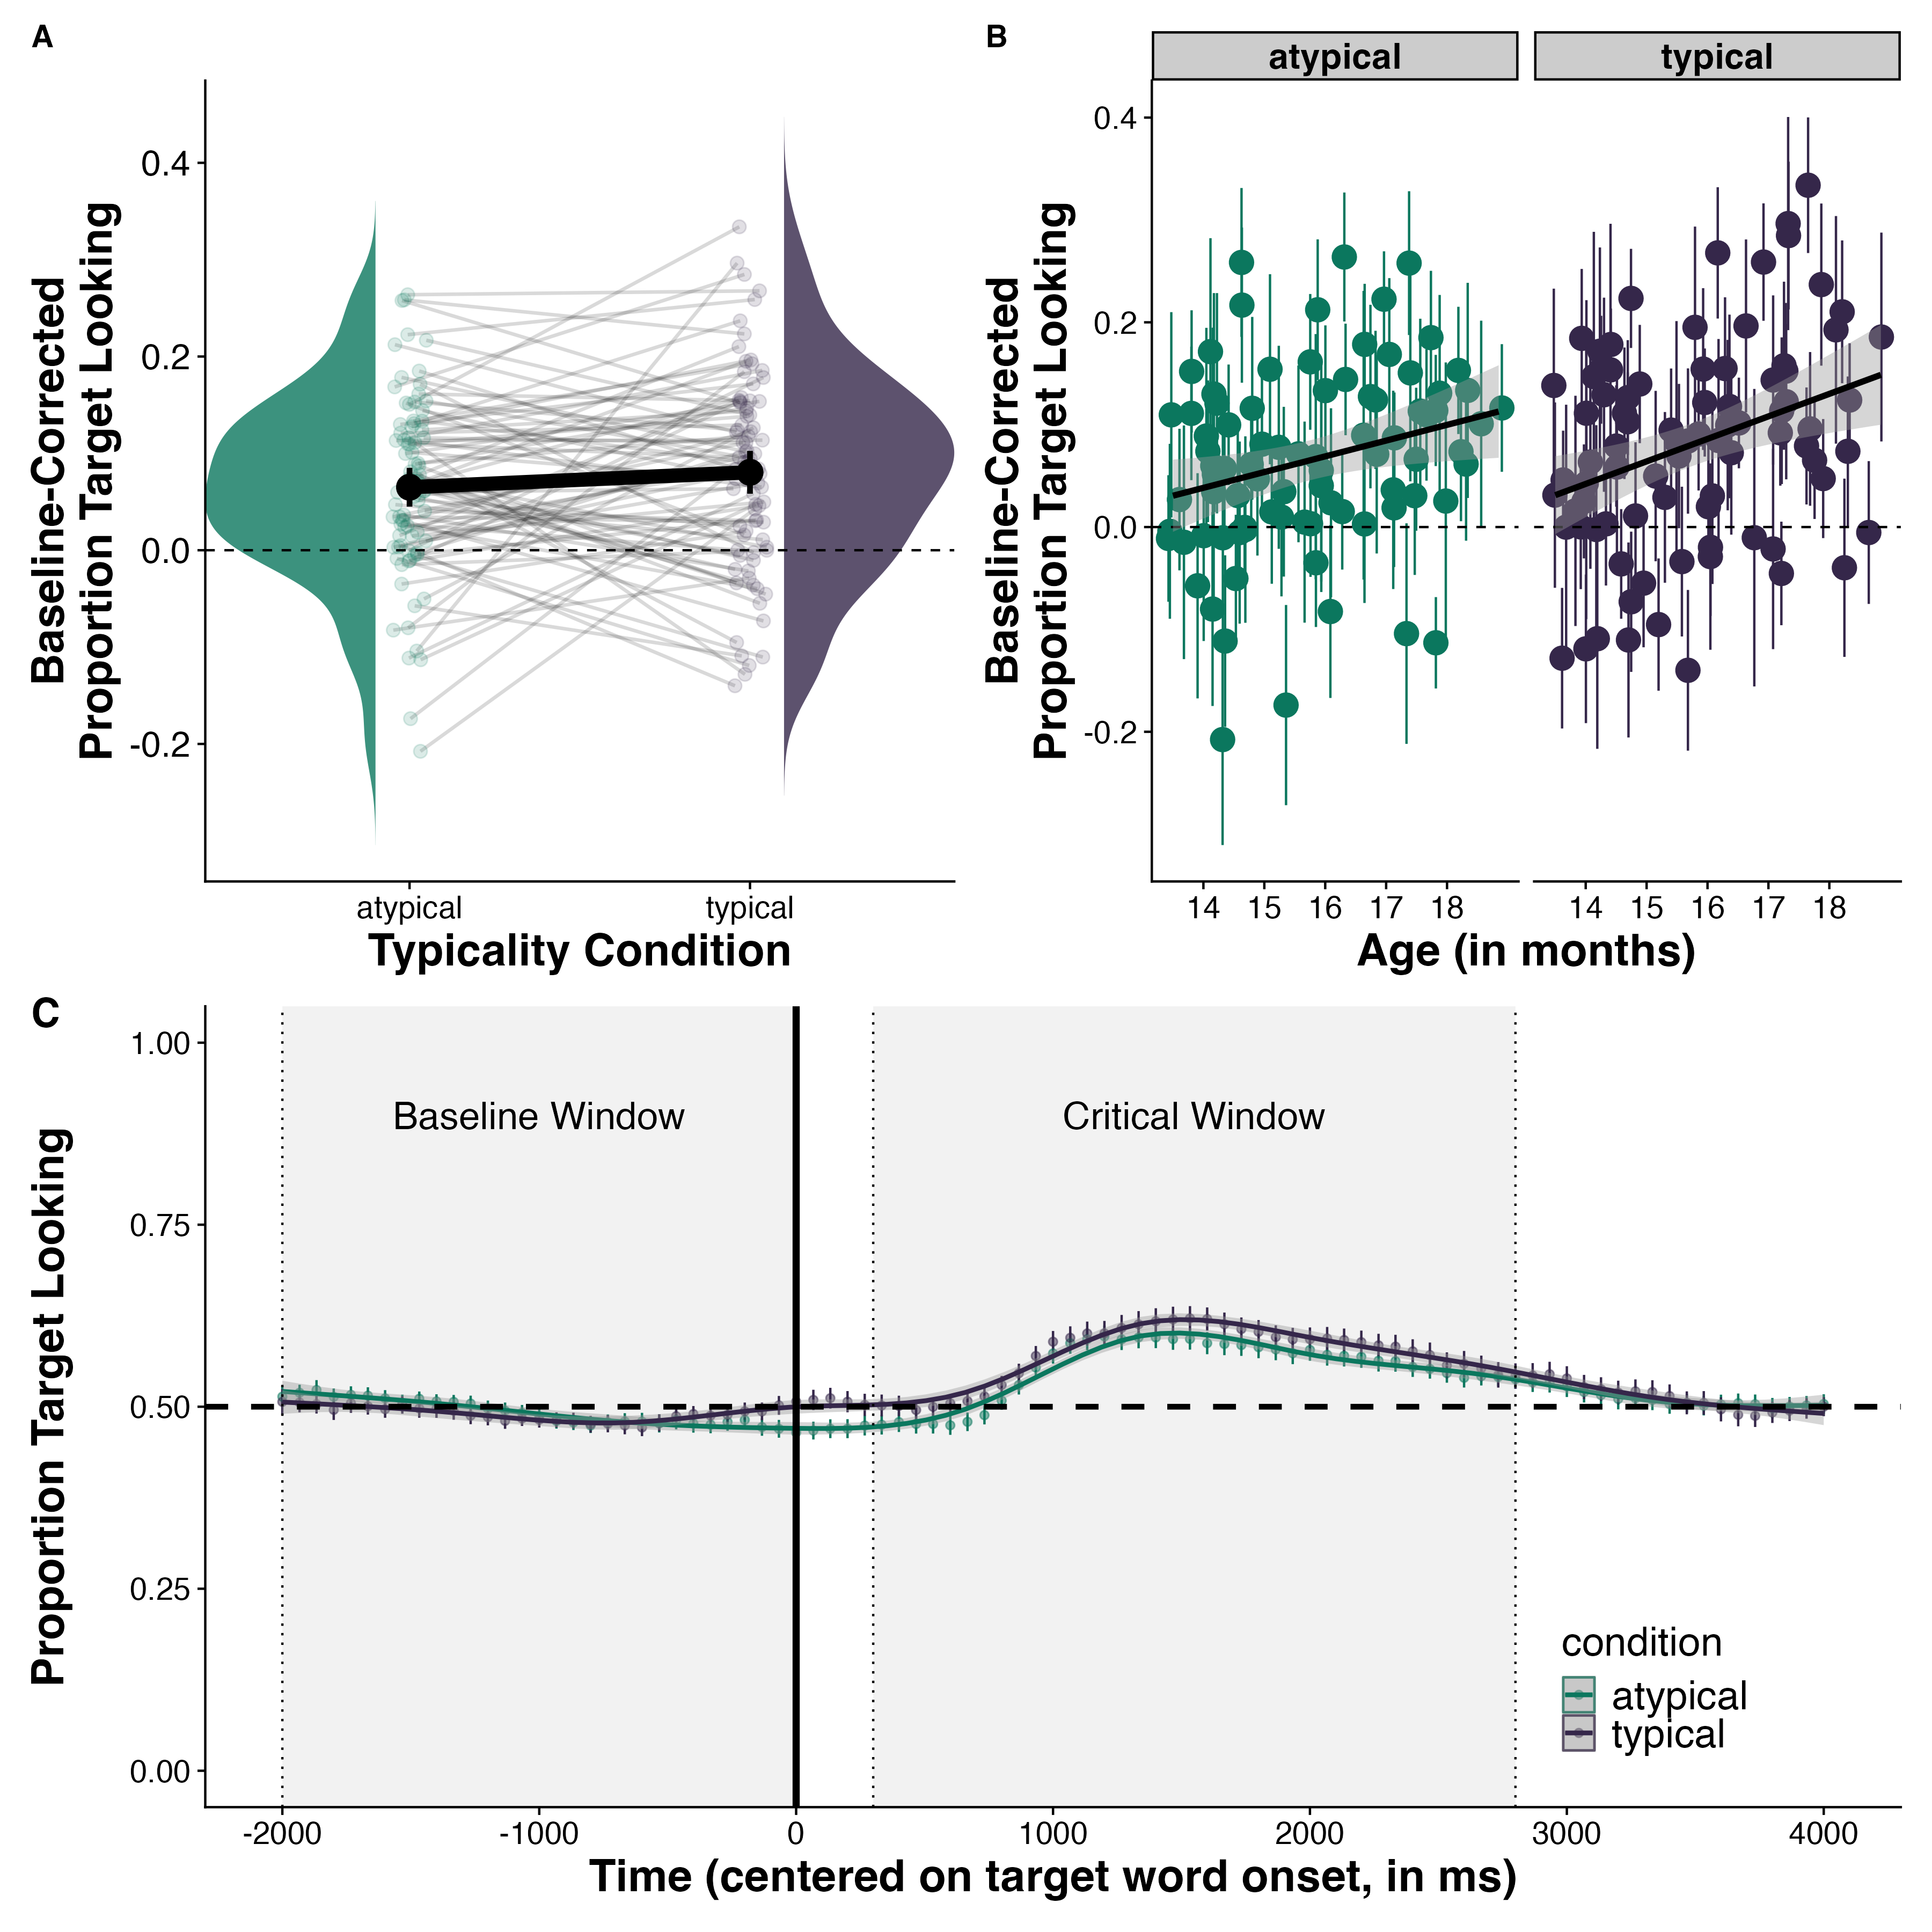 A
Baseline-Corrected
Proportion Target Looking
0.4
0.2
0.0
-0.2
atypical
typical
Typicality Condition
B
atypical
typical
Baseline-Corrected
Proportion Target Looking
0.4
0.2
0.0
-0.2
14 15 16 17 18
14 15 16 17 18
Age (in months)
C
Proportion Target Looking
1.00
0.75
0.50
0.25
0.00
Baseline Window
Critical Window
condition
atypical
typical
-2000 -1000 0 1000 2000 3000 4000
Time (centered on target word onset, in ms)